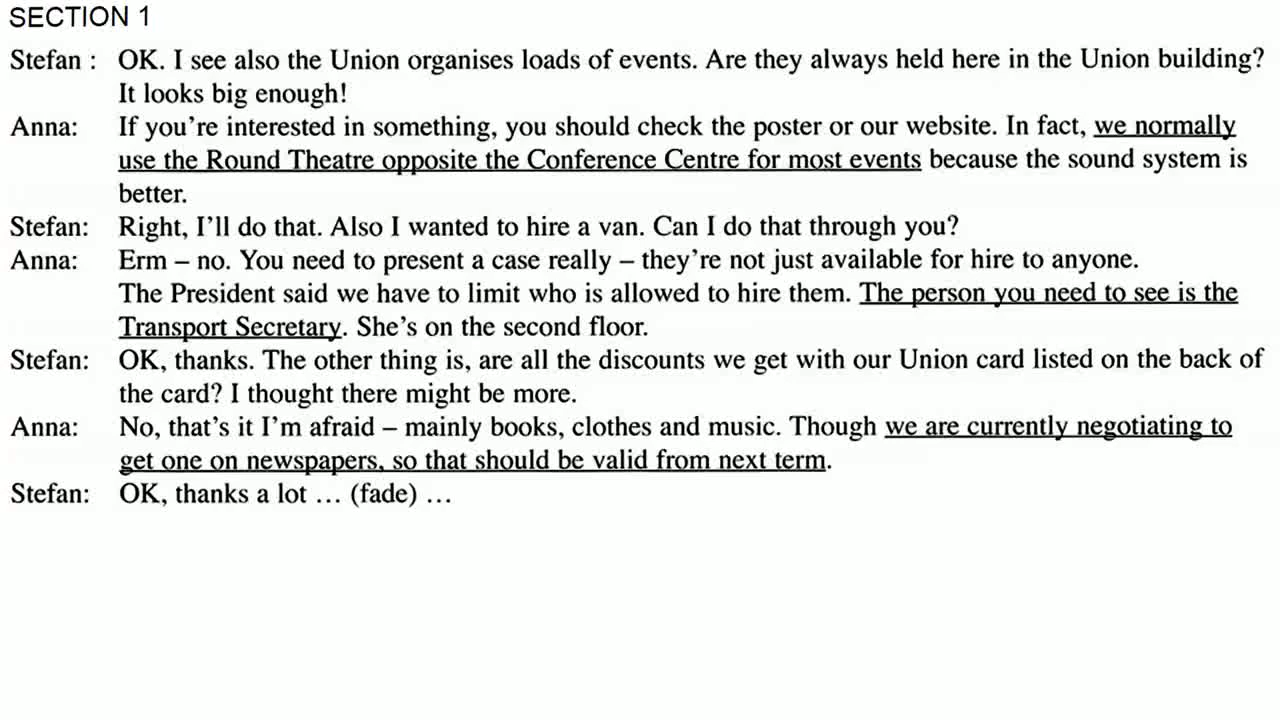 SECTION 1
Stefan : OK. I see also the Union organises loads of events. Are they always held here in the Union building?
It looks big enough!
Anna: If you're interested in something, you should check the poster or our website. In fact, we normally
use the Round Theatre opposite the Conference Centre for most events because the sound system is
better.
Stefan: Right, I'll do that. Also I wanted to hire a van. Can I do that through you?
Anna: Erm – no. You need to present a case really – they're not just available for hire to anyone.
The President said we have to limit who is allowed to hire them. The person you need to see is the
Transport Secretary. She's on the second floor.
Stefan: OK, thanks. The other thing is, are all the discounts we get with our Union card listed on the back of
the card? I thought there might be more.
Anna: No, that's it I'm afraid – mainly books, clothes and music. Though we are currently negotiating to
get one on newspapers, so that should be valid from next term.
Stefan: OK, thanks a lot … (fade) …